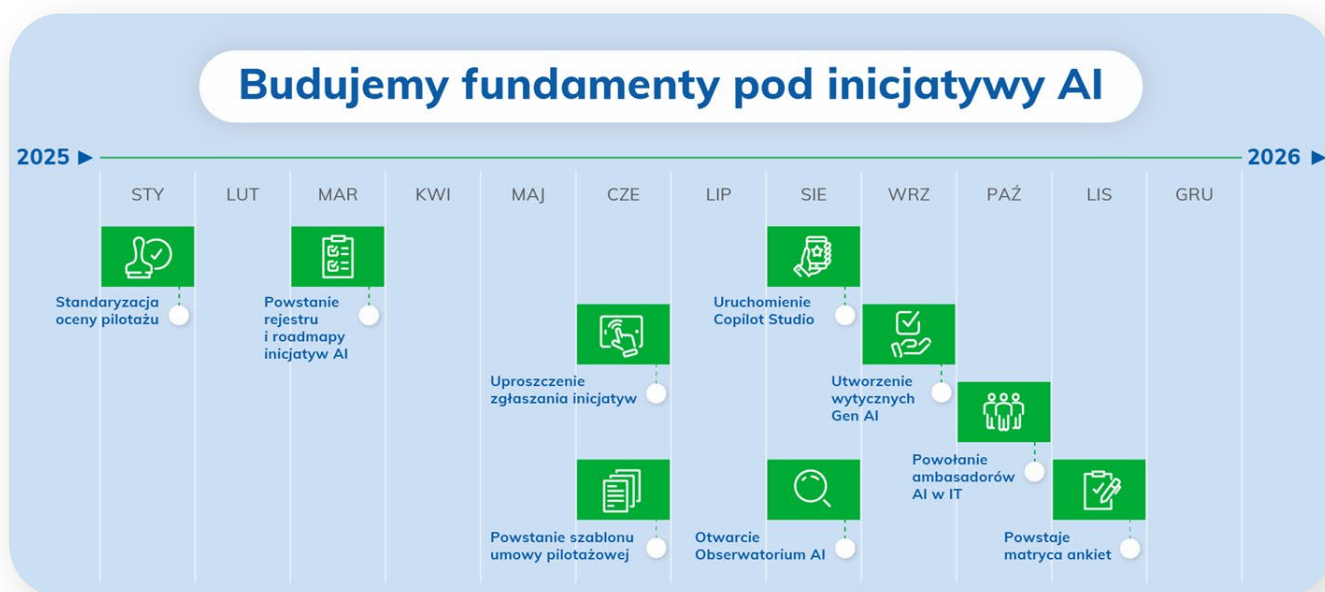 Budujemy fundamenty pod inicjatywy AI
2025 ▶
2026 ▶
STY
LUT
MAR
KWI
MAJ
CZE
LIP
SIE
WRZ
PAŹ
LIS
GRU
Standaryzacja
oceny pilotażu
Powstanie
rejestru
i roadmapy
inicjatyw AI
Uproszczenie
zgłaszania inicjatyw
Powstanie szablonu
umowy pilotażowej
Uruchomienie
Copilot Studio
Otwarcie
Obserwatorium AI
Utworzenie
wytycznych
Gen AI
Powołanie
ambasadorów
AI w IT
Powstaje
matryca ankiet